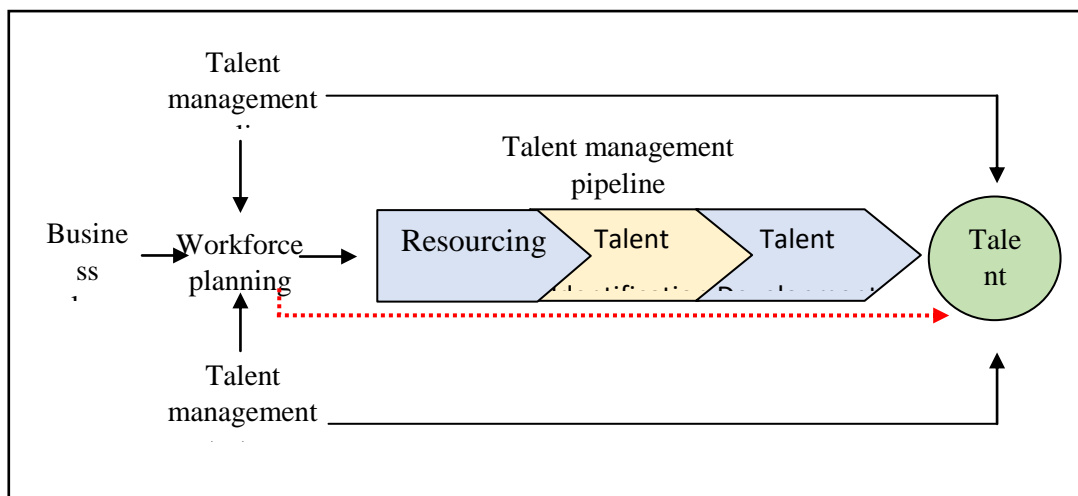 Talent
management
Talent management
pipeline
Busine
ss
Workforce
planning
Resourcing
Talent
Talent
Tale
nt
Talent
management